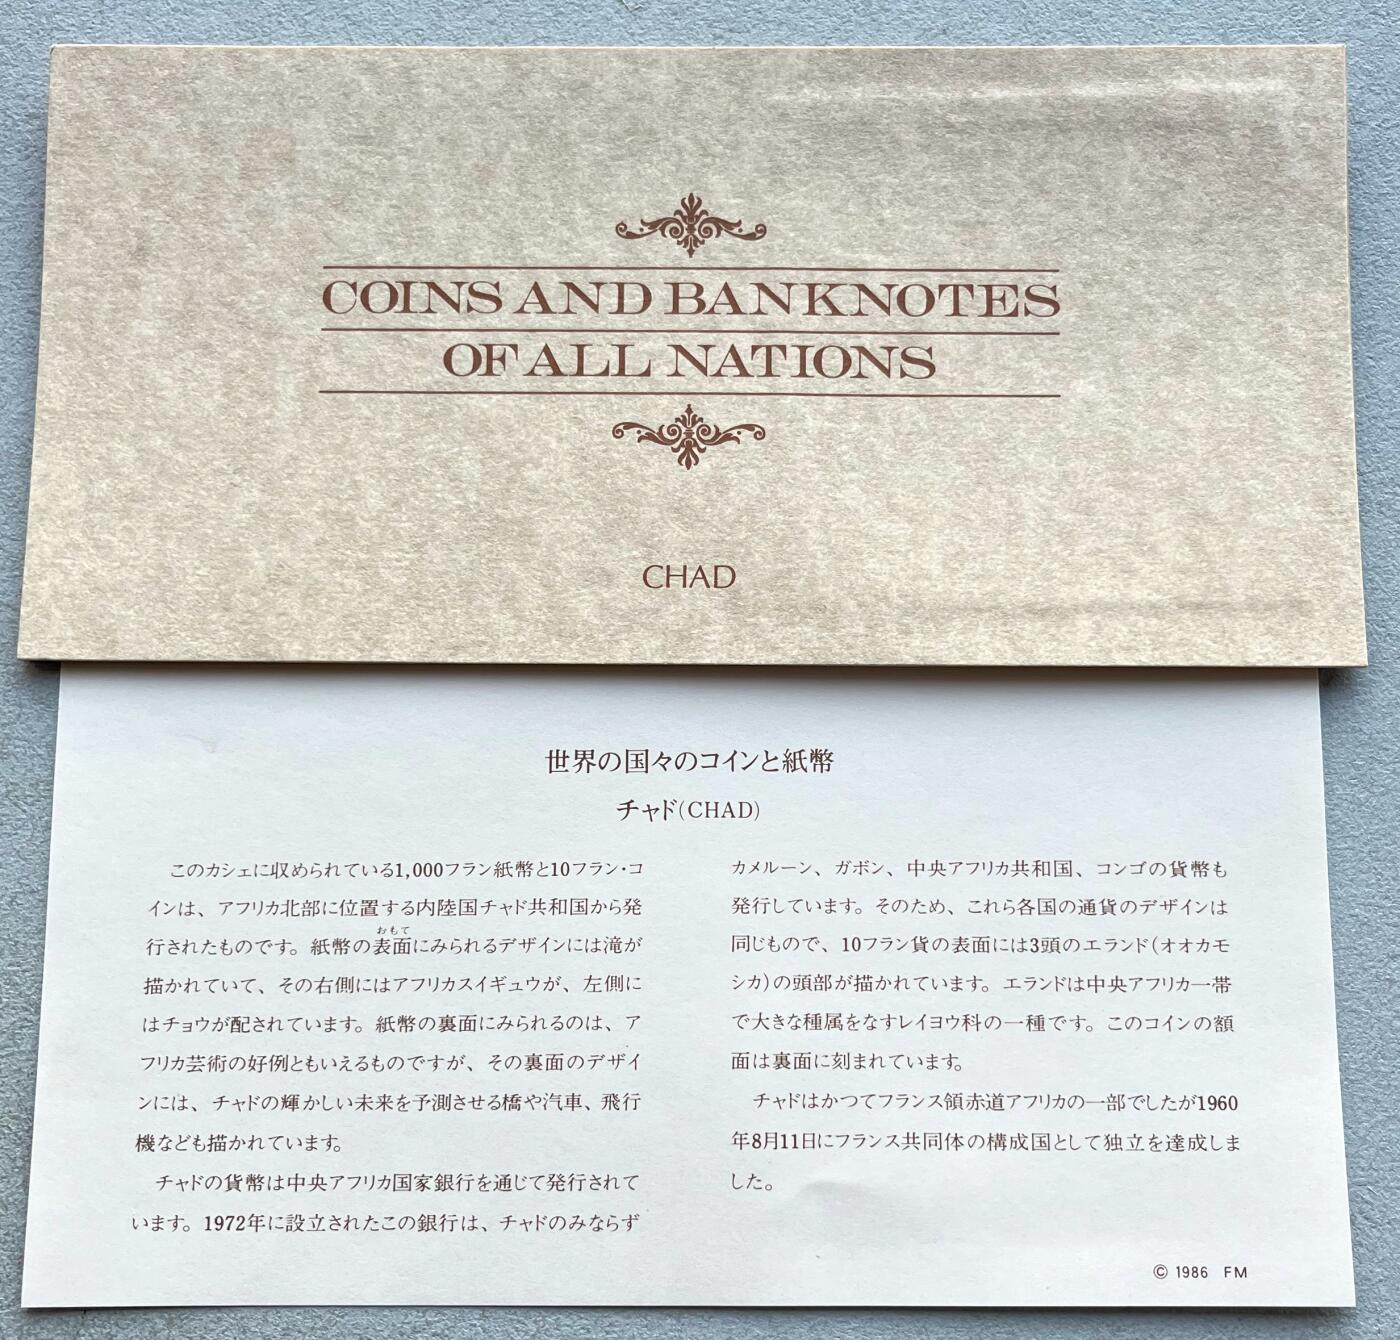 COINS AND BANKNOTES
OF ALL NATIONS
CHAD
世界の国々のコインと紙幣
チャド(CHAD)
このカシェに収められている1,000フラン紙幣と10フラン・コ
インは、アフリカ北部に位置する内陸国チャド共和国から発
行されたものです。紙幣の表面にみられるデザインには滝が
おもて
描かれていて、その右側にはアフリカスイギュウが、左側に
はチョウが配されています。紙幣の裏面にみられるのは、ア
フリカ芸術の好例ともいえるものですが、その裏面のデザイ
ンには、チャドの輝かしい未来を予測させる橋や汽車、飛行
機なども描かれています。
チャドの貨幣は中央アフリカ国家銀行を通じて発行されて
います。1972年に設立されたこの銀行は、チャドのみならず
カメルーン、ガボン、中央アフリカ共和国、コンゴの貨幣も
発行しています。そのため、これら各国の通貨のデザインは
同じもので、10フラン貨の表面には3頭のエランド(オオカモ
シカ)の頭部が描かれています。エランドは中央アフリカ一帯
で大きな種属をなすレイヨウ科の一種です。このコインの額
面は裏面に刻まれています。
チャドはかつてフランス領赤道アフリカの一部でしたが1960
年8月11日にフランス共同体の構成国として独立を達成しま
した。
© 1986 FM